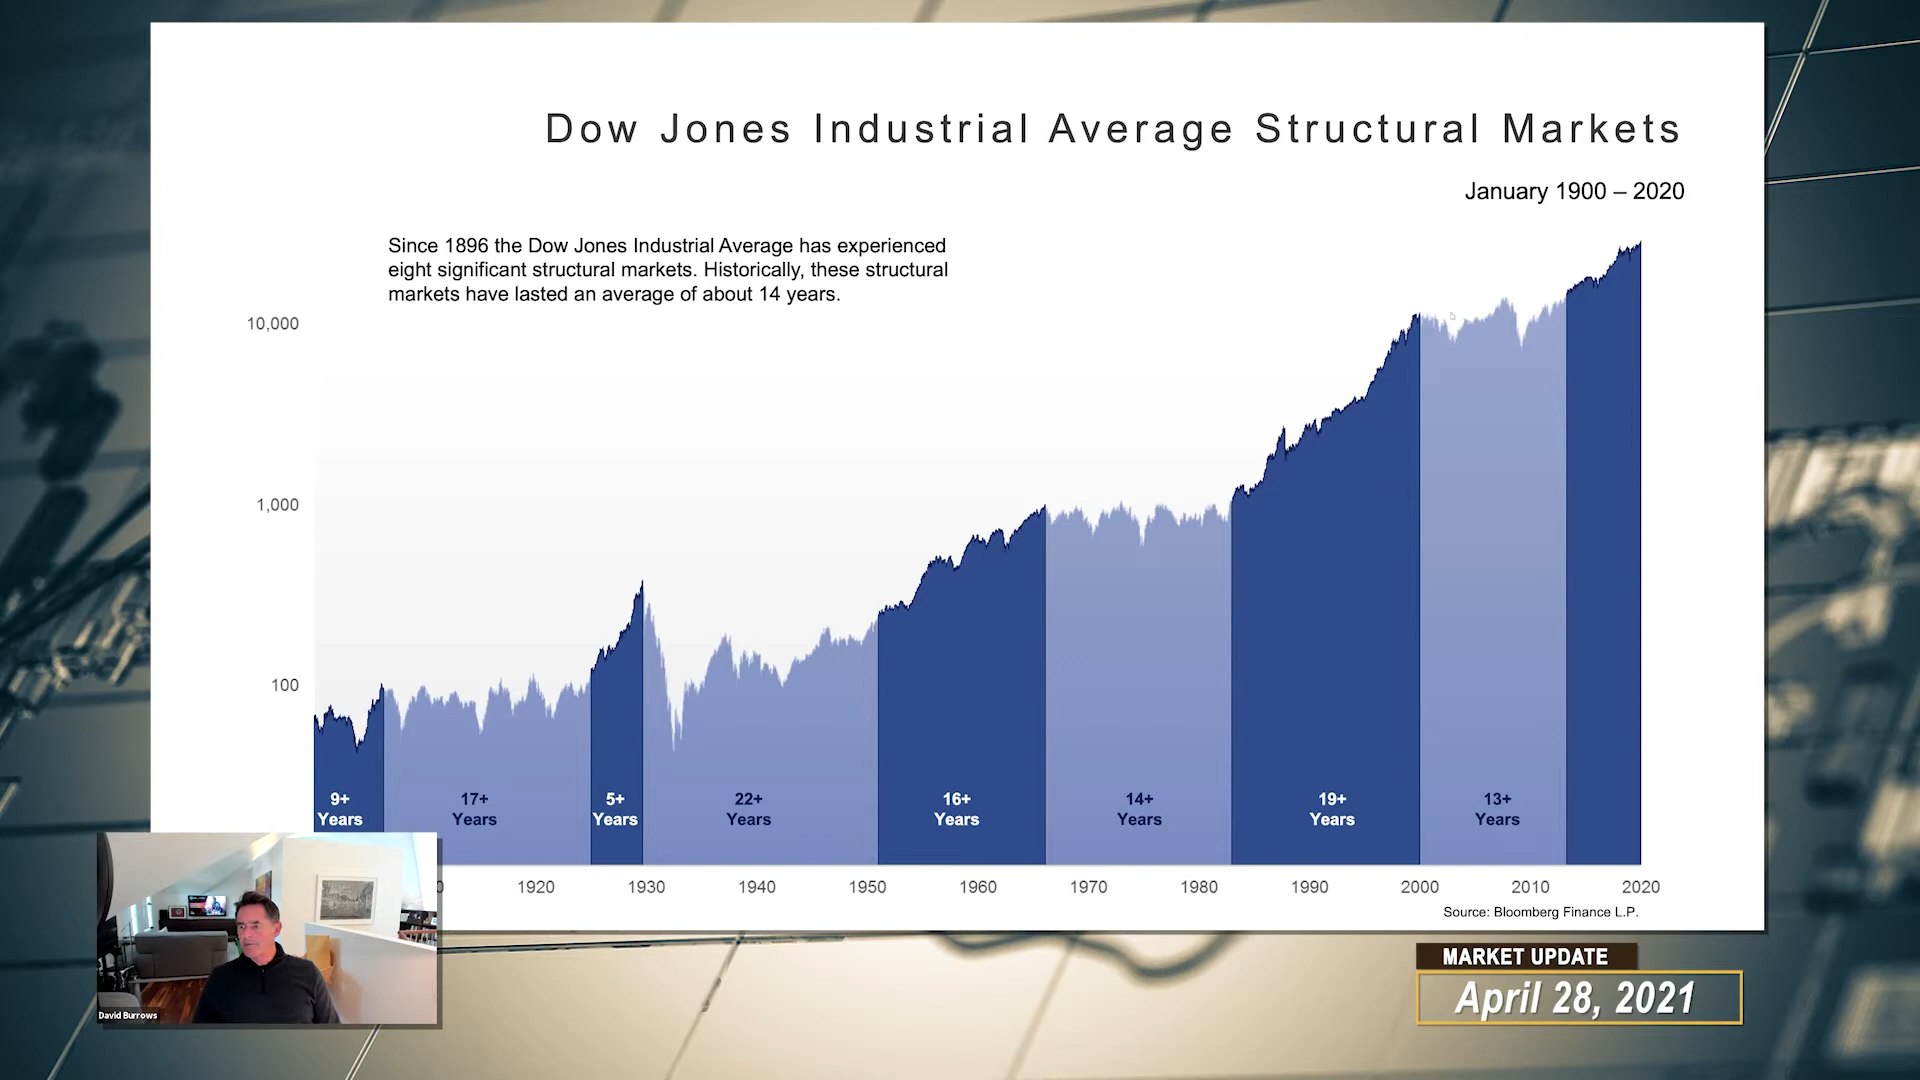 Dow Jones Industrial Average Structural Markets
January 1900 – 2020
Since 1896 the Dow Jones Industrial Average has experienced
eight significant structural markets. Historically, these structural
markets have lasted an average of about 14 years.
10,000
1,000
100
9+
Years
17+
Years
5+
Years
22+
Years
16+
Years
14+
Years
19+
Years
13+
Years
0 1920 1930 1940 1950 1960 1970 1980 1990 2000 2010 2020
Source: Bloomberg Finance L.P.
David Burrows
MARKET UPDATE
April 28, 2021